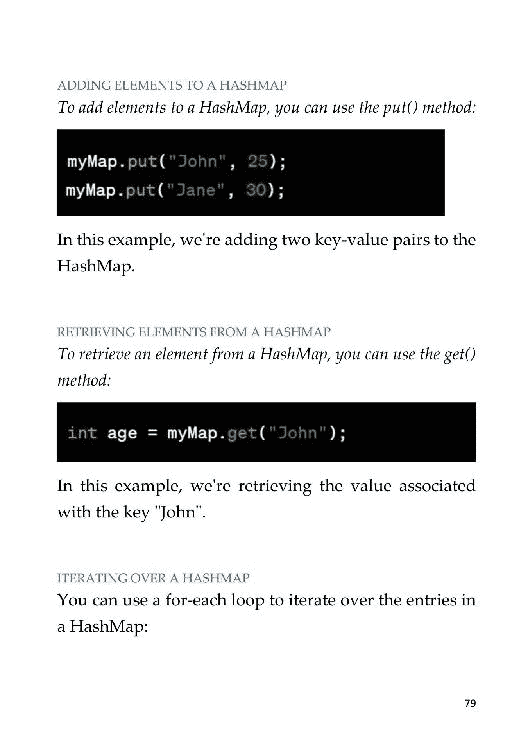 ADDING ELEMENTS TO A HASHMAP
To add elements to a HashMap, you can use the put() method:
myMap.put("John", 25);
myMap.put("Jane", 30);
In this example, we're adding two key-value pairs to the
HashMap.
RETRIEVING ELEMENTS FROM A HASHMAP
To retrieve an element from a HashMap, you can use the get()
method:
int age = myMap.get("John");
In this example, we're retrieving the value associated
with the key "John".
ITERATING OVER A HASHMAP
You can use a for-each loop to iterate over the entries in
a HashMap:
79